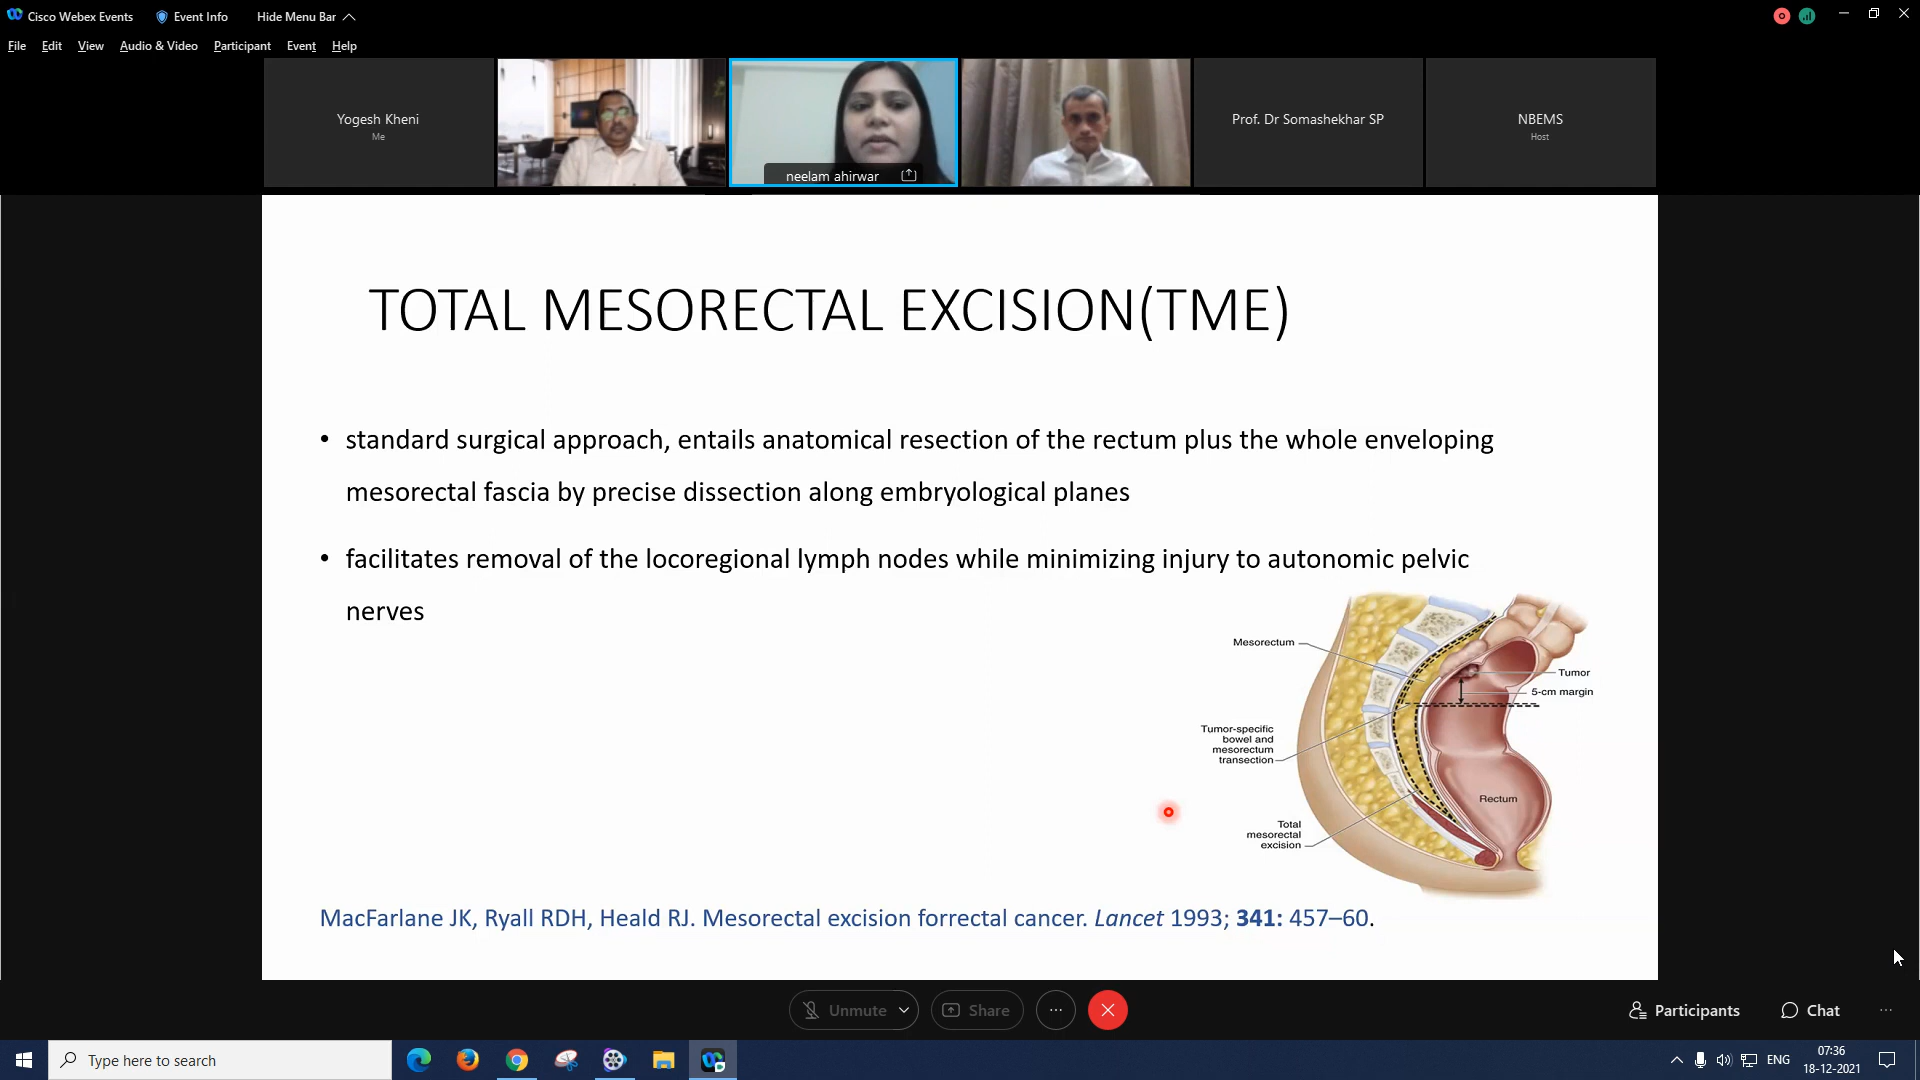 Cisco Webex Events
Event Info
Hide Menu Bar
File Edit View Audio & Video Participant Event Help
Yogesh Kheni
Me
neelam ahirwar
Prof. Dr Somashekhar SP
NBEMS
Host
TOTAL MESORECTAL EXCISION(TME)
• standard surgical approach, entails anatomical resection of the rectum plus the whole enveloping
mesorectal fascia by precise dissection along embryological planes
• facilitates removal of the locoregional lymph nodes while minimizing injury to autonomic pelvic
nerves
Mesorectum
Tumor
5-cm margin
Tumor-specific
bowel and
mesorectum
transection
Rectum
Total
mesorectal
excision
MacFarlane JK, Ryall RDH, Heald RJ. Mesorectal excision forrectal cancer. Lancet 1993; 341: 457–60.
Unmute
Share
Participants
Chat
Type here to search
ENG
07:36
18-12-2021